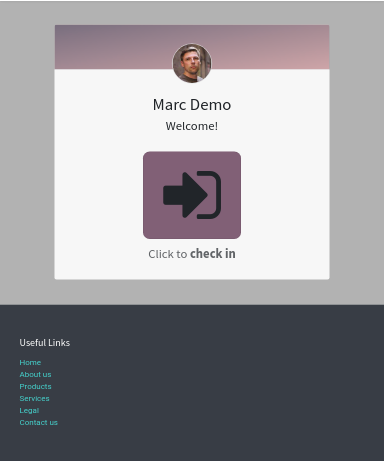 Marc Demo
Welcome!
Click to check in
Useful Links
Home
About us
Products
Services
Legal
Contact us